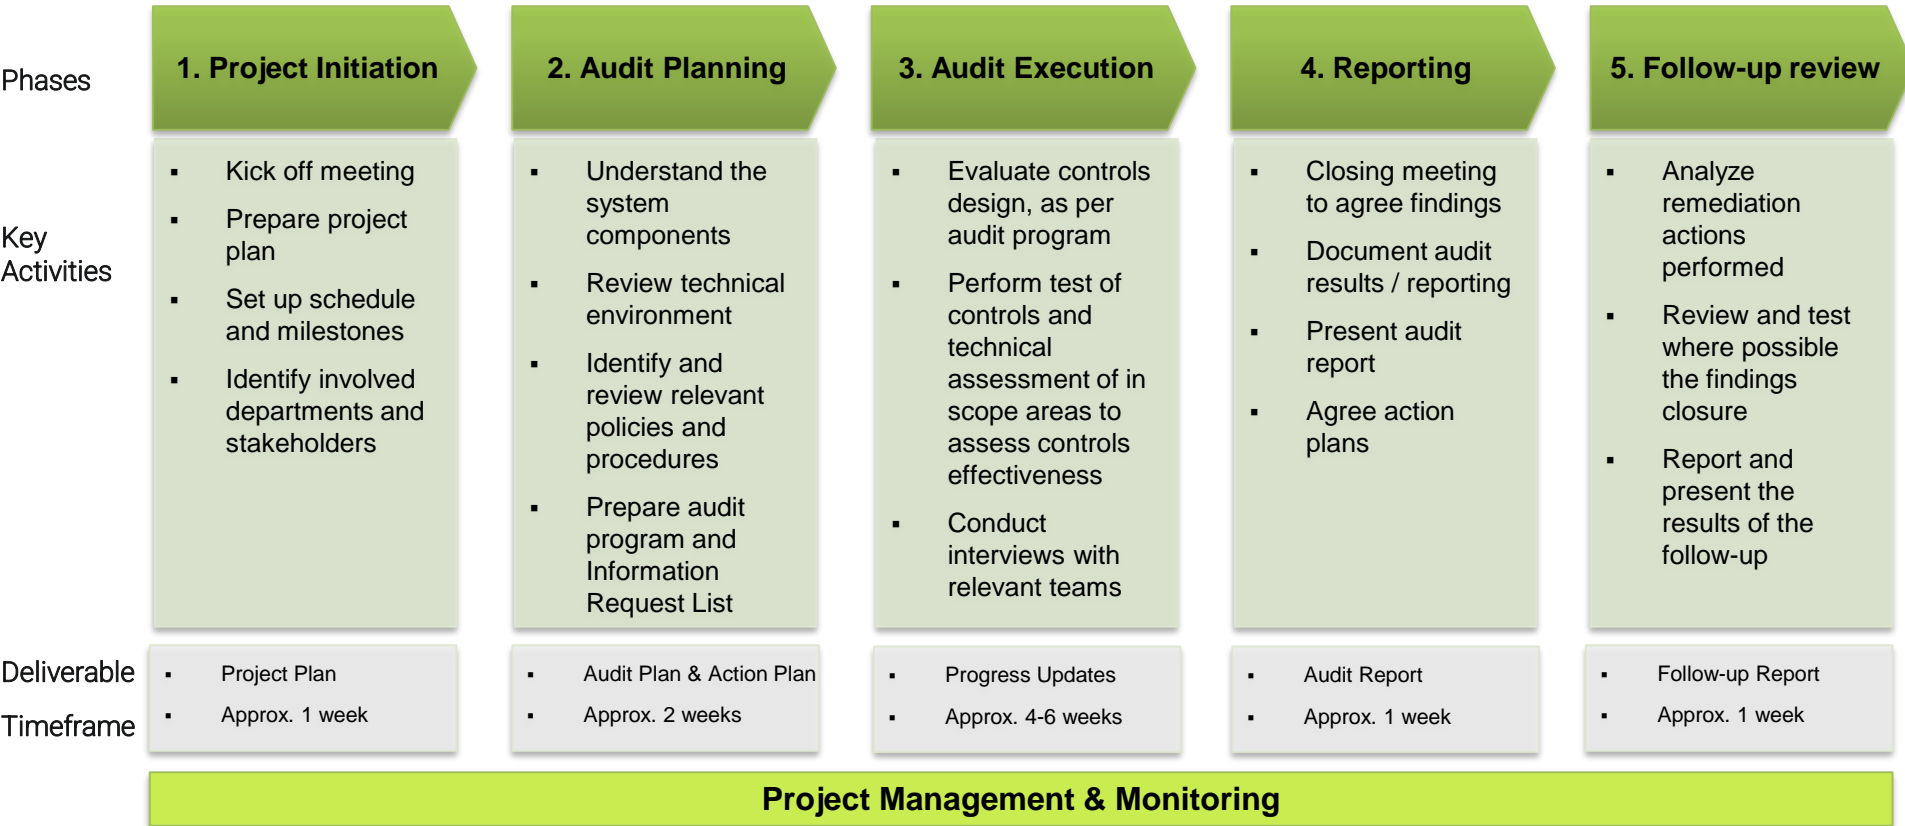 Phases
1. Project Initiation
2. Audit Planning
3. Audit Execution
4. Reporting
5. Follow-up review
Key
Activities
▪ Kick off meeting
▪ Prepare project
plan
▪ Set up schedule
and milestones
▪ Identify involved
departments and
stakeholders
▪ Understand the
system
components
▪ Review technical
environment
▪ Identify and
review relevant
policies and
procedures
▪ Prepare audit
program and
Information
Request List
▪ Evaluate controls
design, as per
audit program
▪ Perform test of
controls and
technical
assessment of in
scope areas to
assess controls
effectiveness
▪ Conduct
interviews with
relevant teams
▪ Closing meeting
to agree findings
▪ Document audit
results / reporting
▪ Present audit
report
▪ Agree action
plans
▪ Analyze
remediation
actions
performed
▪ Review and test
where possible
the findings
closure
▪ Report and
present the
results of the
follow-up
Deliverable
▪ Project Plan
▪ Audit Plan & Action Plan
▪ Progress Updates
▪ Audit Report
▪ Follow-up Report
Timeframe
▪ Approx. 1 week
▪ Approx. 2 weeks
▪ Approx. 4-6 weeks
▪ Approx. 1 week
▪ Approx. 1 week
Project Management & Monitoring